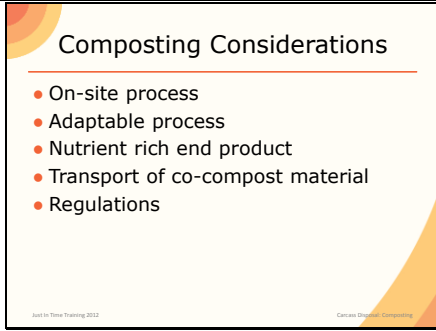 Composting Considerations
● On-site process
● Adaptable process
● Nutrient rich end product
● Transport of co-compost material
● Regulations
Just In Time Training 2012
Carcass Disposal: Composting